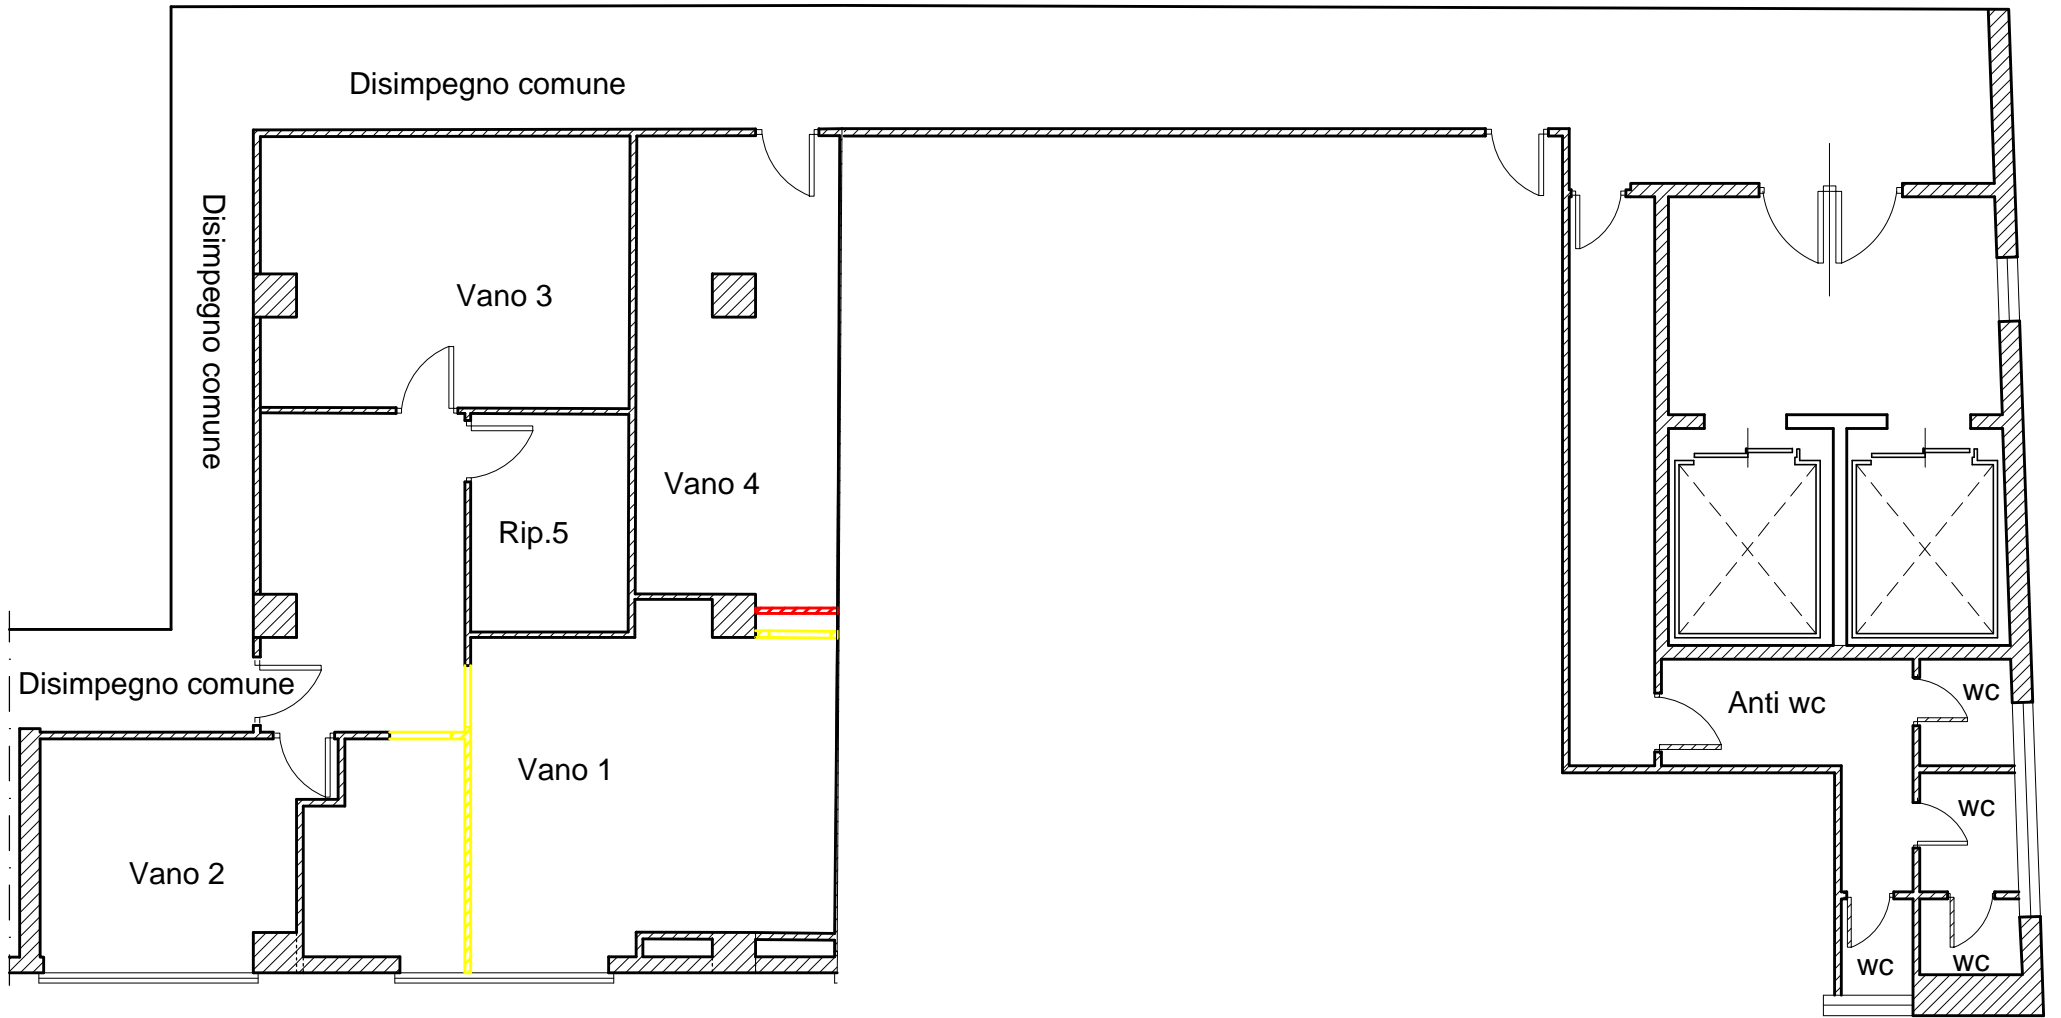 Disimpegno comune
Disimpegno comune
Vano 3
Vano 4
Rip.5
Disimpegno comune
Anti wc
wc
Vano 1
wc
Vano 2
wc
wc